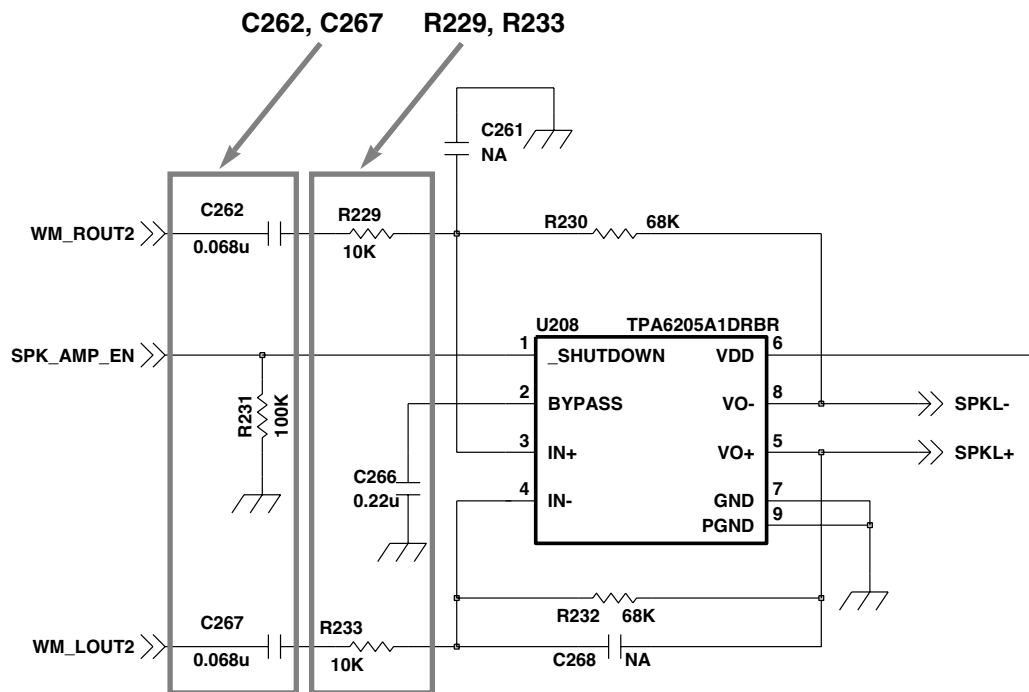 C262, C267 R229, R233
C261
NA
C262
0.068u
R229
10K
R230 68K
WM_ROUT2
U208 TPA6205A1DRBR
SPK_AMP_EN
1 _SHUTDOWN VDD 6
R231
100K
2 BYPASS VO- 8 SPKL-
3 IN+ VO+ 5 SPKL+
C266
0.22u
4 IN- GND 7
PGND 9
R232 68K
C267
0.068u
R233
10K
WM_LOUT2
C268 NA